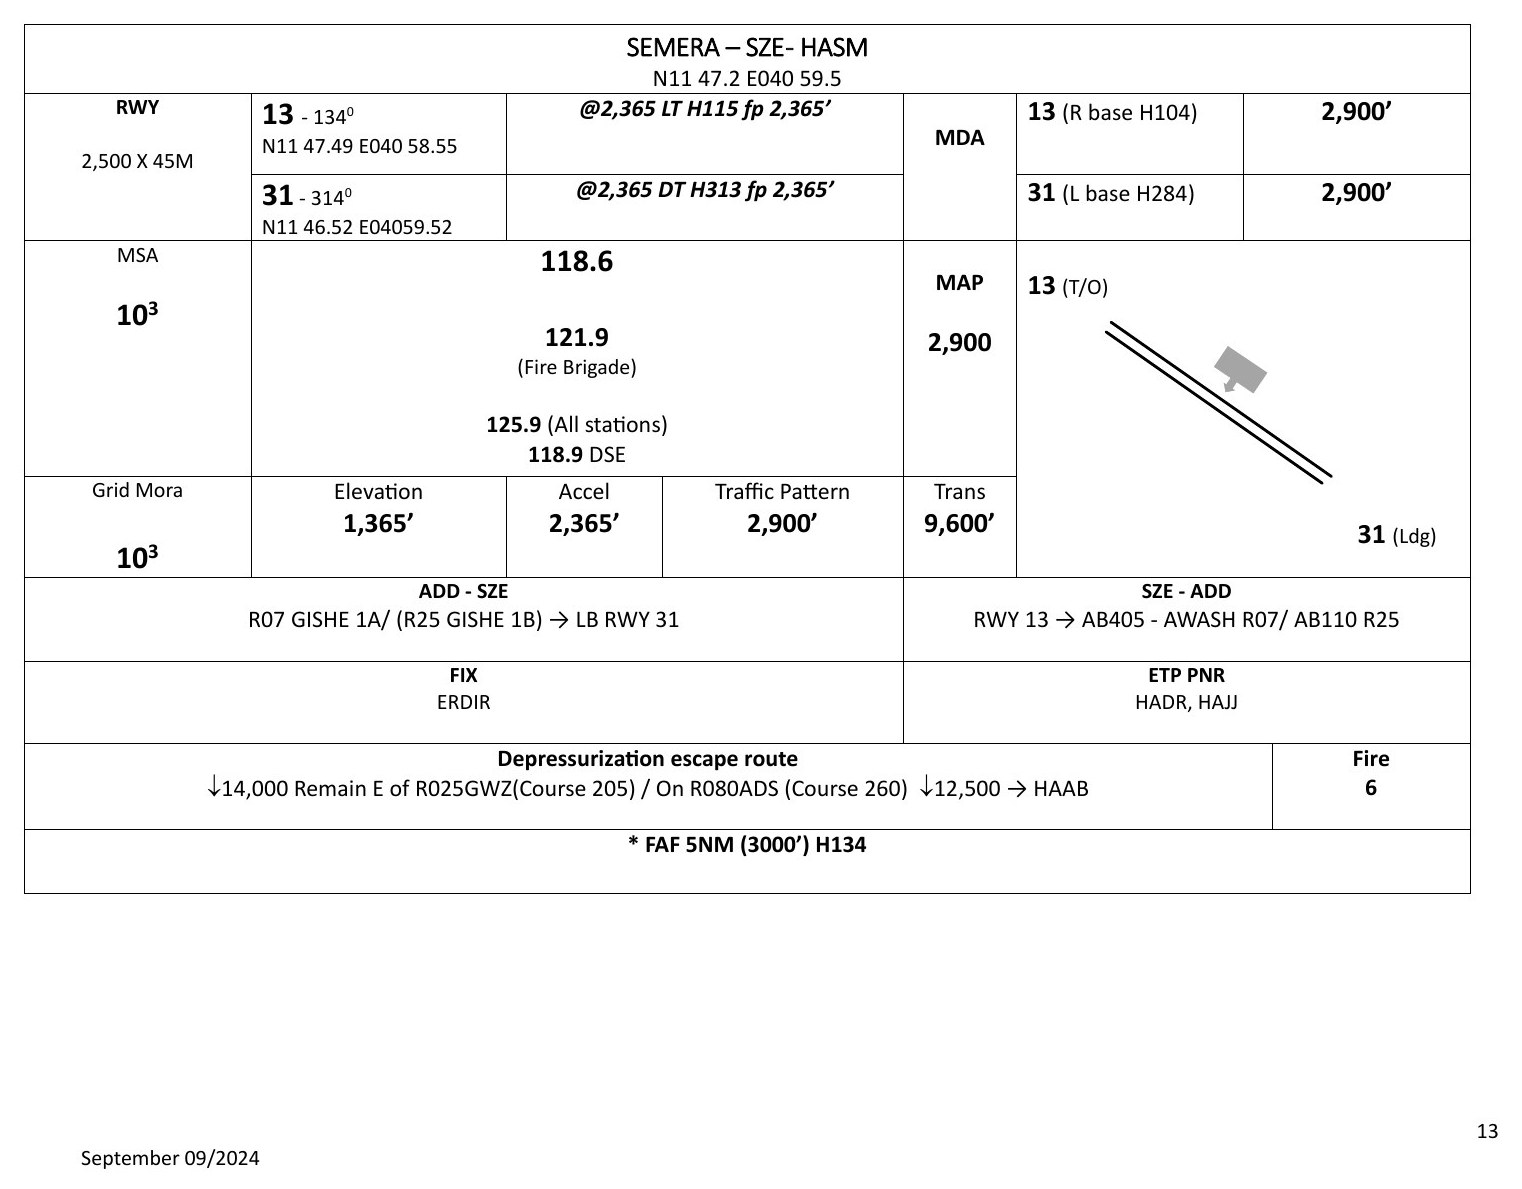 SEMERA – SZE- HASM
N11 47.2 E040 59.5
RWY
2,500 X 45M
13 - 134⁰
N11 47.49 E040 58.55
@2,365 LT H115 fp 2,365’
31 - 314⁰
N11 46.52 E04059.52
@2,365 DT H313 fp 2,365’
MDA
13 (R base H104)
2,900’
31 (L base H284)
2,900’
MSA
10³
118.6
121.9
(Fire Brigade)
125.9 (All stations)
118.9 DSE
MAP
2,900
13 (T/O)
31 (Ldg)
Grid Mora
10³
Elevation
1,365’
Accel
2,365’
Traffic Pattern
2,900’
Trans
9,600’
ADD - SZE
R07 GISHE 1A/ (R25 GISHE 1B) → LB RWY 31
SZE - ADD
RWY 13 → AB405 - AWASH R07/ AB110 R25
FIX
ERDIR
ETP PNR
HADR, HAJJ
Depressurization escape route
↓14,000 Remain E of R025GWZ(Course 205) / On R080ADS (Course 260) ↓12,500 → HAAB
Fire
6
* FAF 5NM (3000’) H134
13
September 09/2024